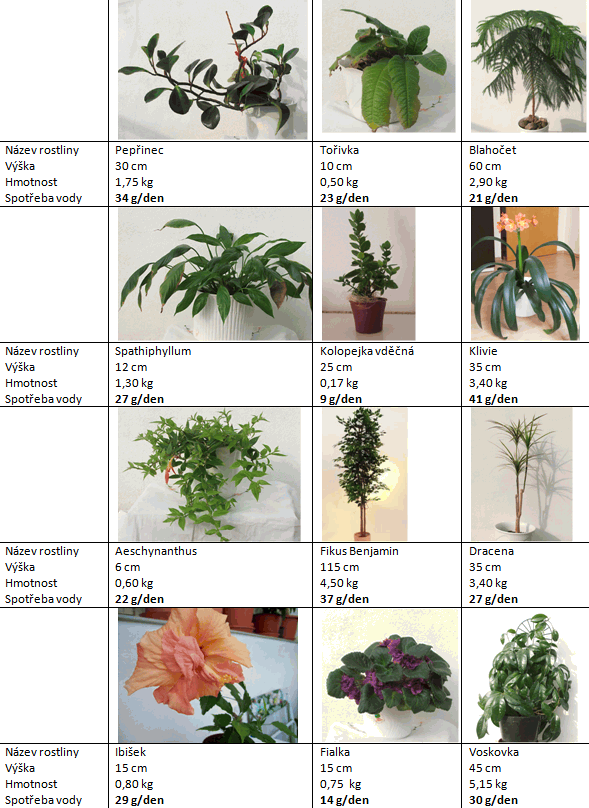 Název rostliny Pepřinec Tořivka Blahočet
Výška 30 cm 10 cm 60 cm
Hmotnost 1,75 kg 0,50 kg 2,90 kg
Spotřeba vody 34 g/den 23 g/den 21 g/den
Název rostliny Spathiphyllum Kolopejka vděčná Klivie
Výška 12 cm 25 cm 35 cm
Hmotnost 1,30 kg 0,17 kg 3,40 kg
Spotřeba vody 27 g/den 9 g/den 41 g/den
Název rostliny Aeschynanthus Fikus Benjamin Dracena
Výška 6 cm 115 cm 35 cm
Hmotnost 0,60 kg 4,50 kg 3,40 kg
Spotřeba vody 22 g/den 37 g/den 27 g/den
Název rostliny Ibišek Fialka Voskovka
Výška 15 cm 15 cm 45 cm
Hmotnost 0,80 kg 0,75 kg 5,15 kg
Spotřeba vody 29 g/den 14 g/den 30 g/den